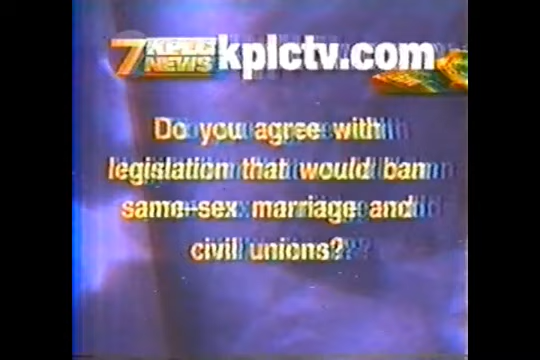 7 KPLC NEWS kplctv.com
Do you agree with
legislation that would ban
same-sex marriage and
civil unions?